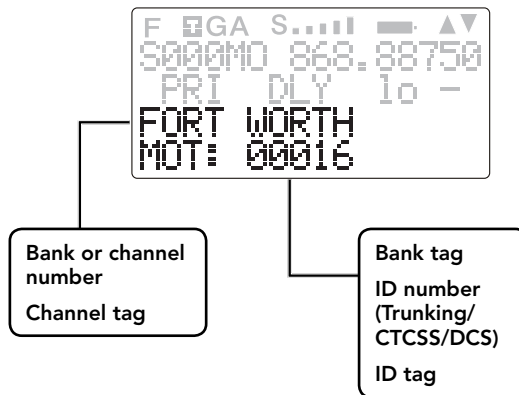 F T GA S
S000MO 868.88750
PRI DLY lo -
FORT WORTH
MOT: 00016
Bank or channel
number
Channel tag
Bank tag
ID number
(Trunking/
CTCSS/DCS)
ID tag